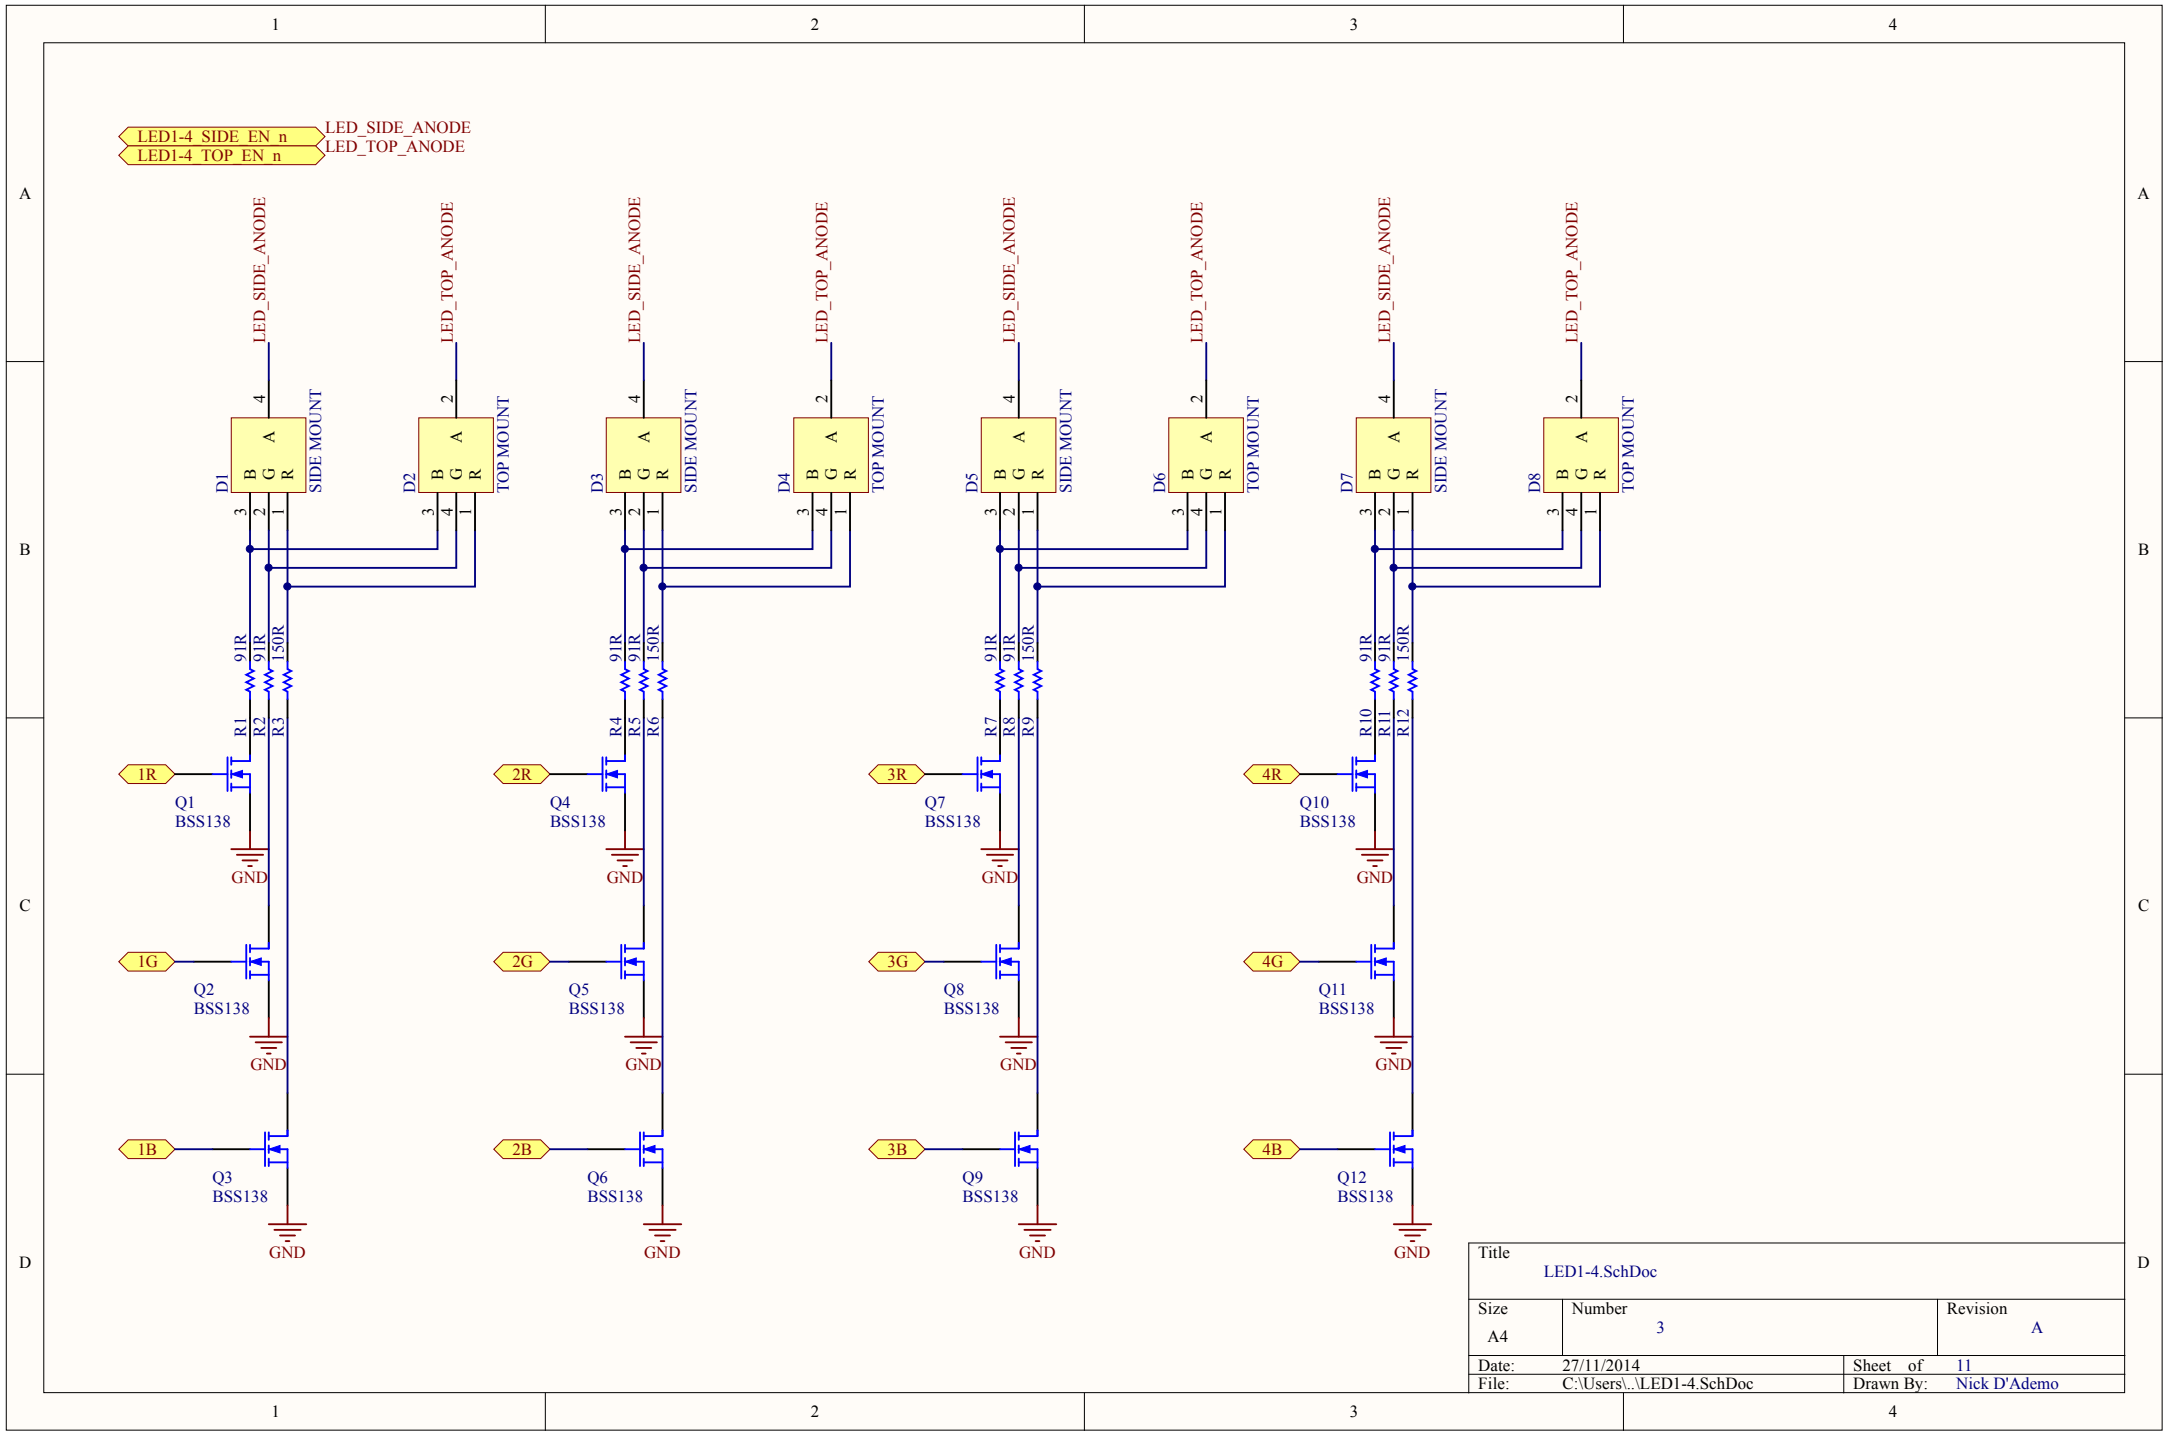 1 2 3 4
LED1-4 SIDE EN n LED_SIDE_ANODE
LED1-4 TOP EN n LED_TOP_ANODE
A A
LED_SIDE_ANODE
LED_TOP_ANODE
LED_SIDE_ANODE
LED_TOP_ANODE
LED_SIDE_ANODE
LED_TOP_ANODE
LED_SIDE_ANODE
LED_TOP_ANODE
4 2 4 2 4 2 4 2
D1 A B G R SIDE MOUNT
D2 A B G R TOP MOUNT
D3 A B G R SIDE MOUNT
D4 A B G R TOP MOUNT
D5 A B G R SIDE MOUNT
D6 A B G R TOP MOUNT
D7 A B G R SIDE MOUNT
D8 A B G R TOP MOUNT
3 2 1 3 4 1 3 2 1 3 4 1 3 2 1 3 4 1 3 2 1 3 4 1
B B
91R 91R 150R 91R 91R 150R 91R 91R 150R 91R 91R 150R
R1 R2 R3 R4 R5 R6 R7 R8 R9 R10 R11 R12
1R 2R 3R 4R
Q1 Q4 Q7 Q10
BSS138 BSS138 BSS138 BSS138
GND GND GND GND
C C
1G 2G 3G 4G
Q2 Q5 Q8 Q11
BSS138 BSS138 BSS138 BSS138
GND GND GND GND
1B 2B 3B 4B
Q3 Q6 Q9 Q12
BSS138 BSS138 BSS138 BSS138
GND GND GND GND
D D
Title
LED1-4.SchDoc
Size Number Revision
A4 3 A
Date: 27/11/2014 Sheet of 11
File: C:\Users\..\LED1-4.SchDoc Drawn By: Nick D'Ademo
1 2 3 4